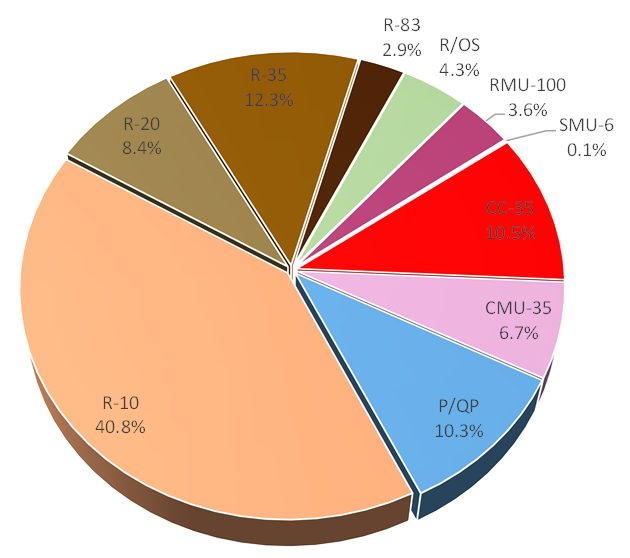 R-83
2.9%
R/OS
4.3%
RMU-100
3.6%
SMU-6
0.1%
CC-35
10.5%
CMU-35
6.7%
P/QP
10.3%
R-10
40.8%
R-20
8.4%
R-35
12.3%